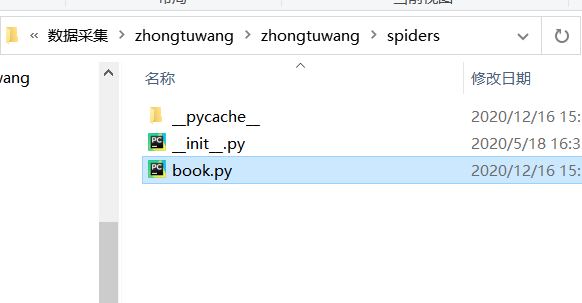 数据采集 zhongtuwang zhongtuwang spiders
wang
名称 修改日期
__pycache__ 2020/12/16 15:
__init__.py 2020/5/18 16:3
book.py 2020/12/16 15: